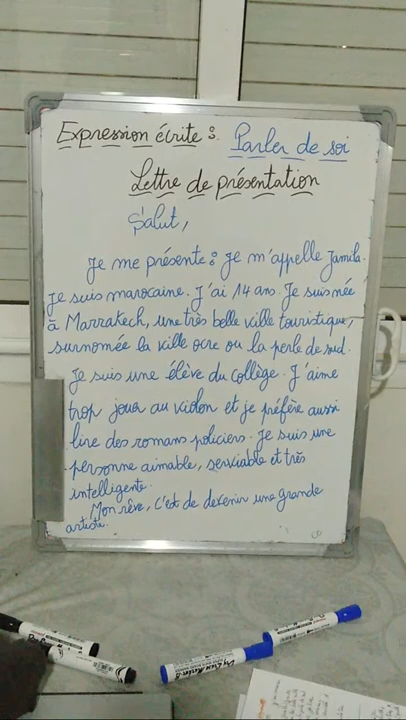 Expression écrite : Parler de soi
Lettre de présentation
Salut,
Je me présente : Je m'appelle Jamila.
Je suis marocaine. J'ai 14 ans. Je suis née
à Marrakech, une très belle ville touristique,
surnomée la ville ocre ou la perle de sud.
Je suis une élève du collège. J'aime
trop jouer au violon et je préfère aussi
lire des romans policiers. Je suis une
personne aimable, serviable et très
intelligente.
Mon rêve, c'est de devenir une grande
artiste.